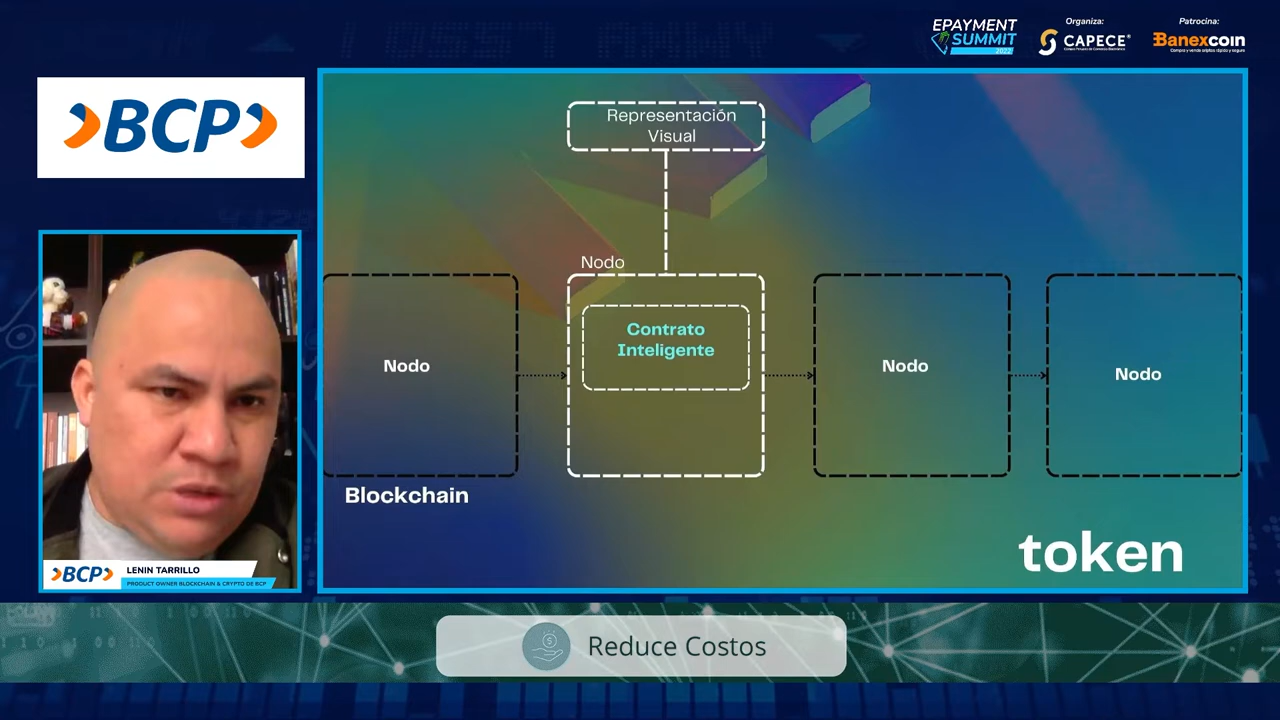 EPAYMENT
SUMMIT
2022
Organiza:
CAPECE
Patrocina:
Banexcoin
BCP
Representación
Visual
Nodo
Contrato
Inteligente
Nodo
Nodo
Nodo
Blockchain
token
BCP
LENIN TARRILLO
PRODUCT OWNER BLOCKCHAIN & CRYPTO DE BCP
Reduce Costos